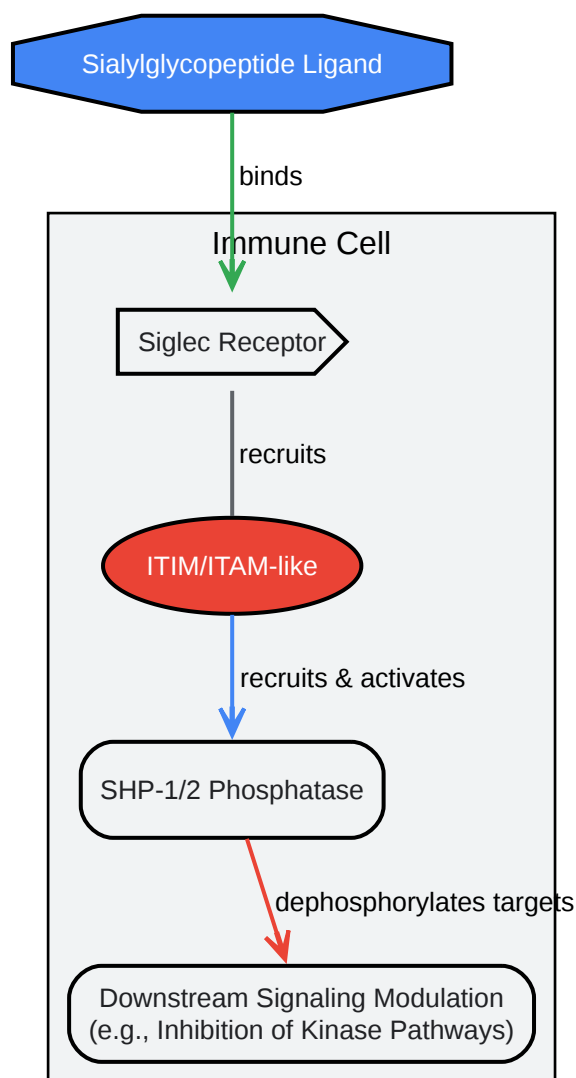 Sialylglycopeptide Ligand
binds
Immune Cell
Siglec Receptor
recruits
ITIM/ITAM-like
recruits & activates
SHP-1/2 Phosphatase
dephosphorylates targets
Downstream Signaling Modulation
(e.g., Inhibition of Kinase Pathways)